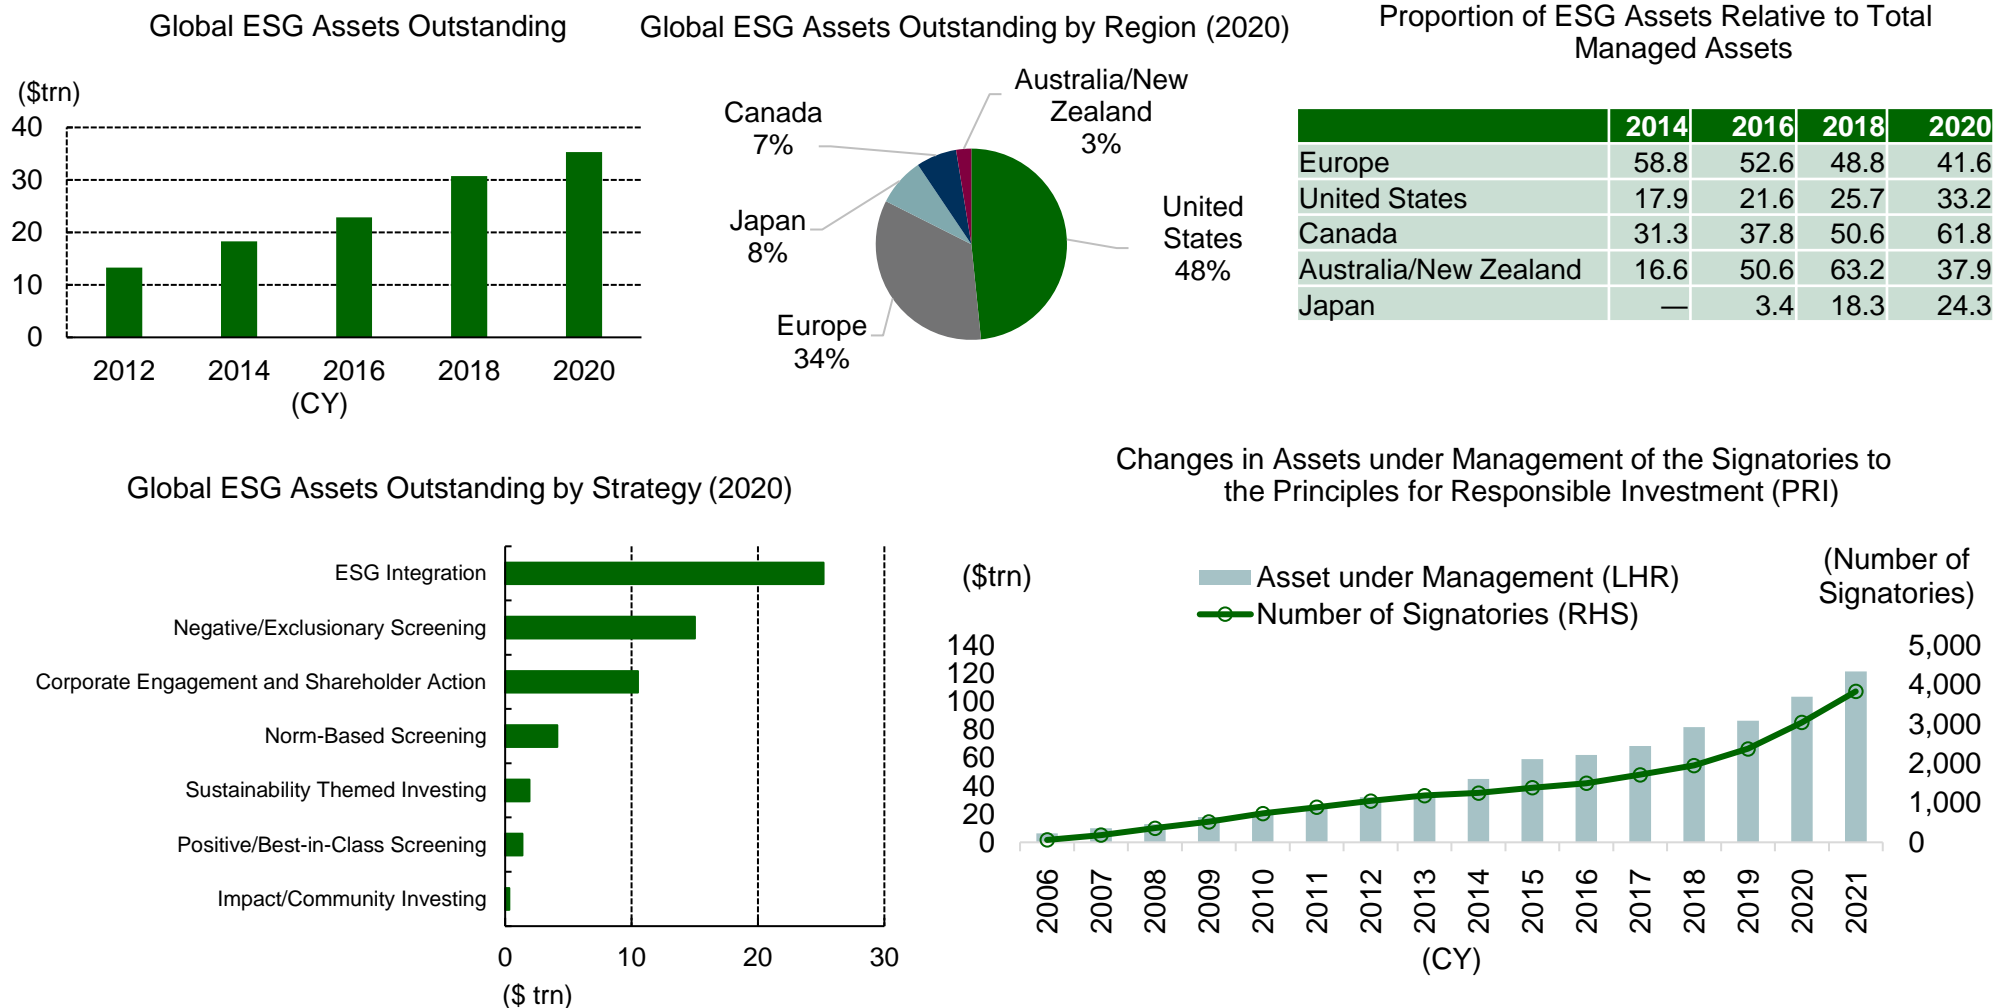 Global ESG Assets Outstanding
($trn)
40
30
20
10
0
2012 2014 2016 2018 2020
(CY)
Global ESG Assets Outstanding by Region (2020)
Australia/New
Zealand
3%
Canada
7%
Japan
8%
Europe
34%
United
States
48%
Proportion of ESG Assets Relative to Total
Managed Assets
2014 2016 2018 2020
Europe 58.8 52.6 48.8 41.6
United States 17.9 21.6 25.7 33.2
Canada 31.3 37.8 50.6 61.8
Australia/New Zealand 16.6 50.6 63.2 37.9
Japan — 3.4 18.3 24.3
Global ESG Assets Outstanding by Strategy (2020)
ESG Integration
Negative/Exclusionary Screening
Corporate Engagement and Shareholder Action
Norm-Based Screening
Sustainability Themed Investing
Positive/Best-in-Class Screening
Impact/Community Investing
0 10 20 30
($ trn)
Changes in Assets under Management of the Signatories to
the Principles for Responsible Investment (PRI)
($trn)
Asset under Management (LHR)
Number of Signatories (RHS)
(Number of
Signatories)
140
120
100
80
60
40
20
0
5,000
4,000
3,000
2,000
1,000
0
2006 2007 2008 2009 2010 2011 2012 2013 2014 2015 2016 2017 2018 2019 2020 2021
(CY)